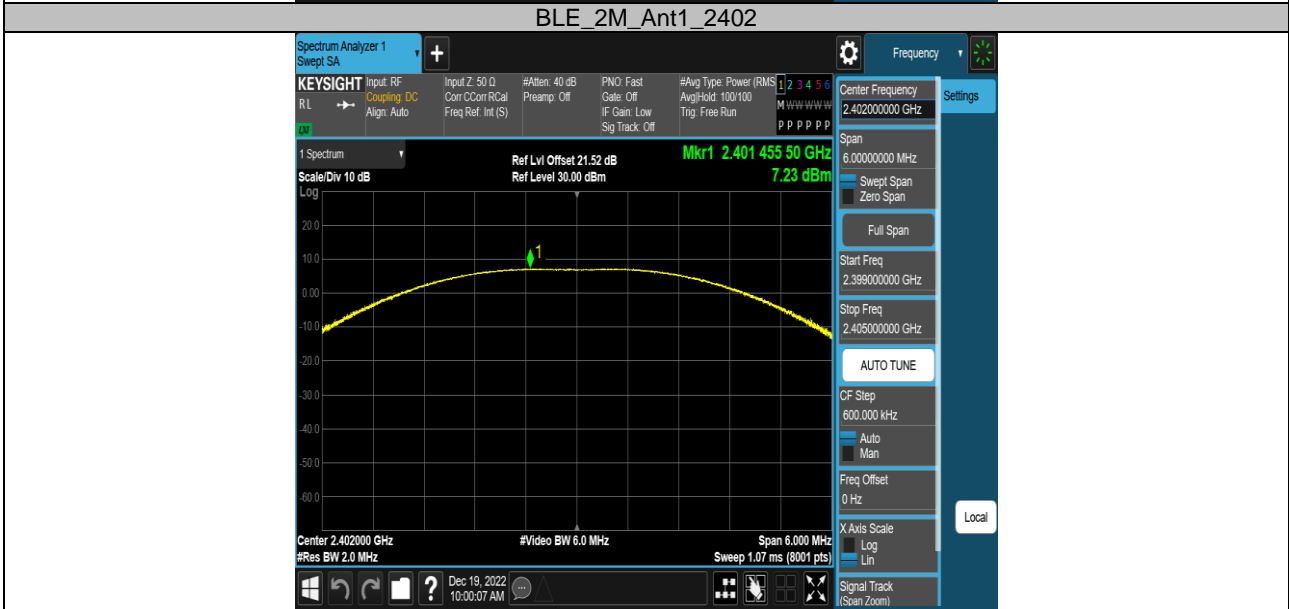 BLE_2M_Ant1_2402
Spectrum Analyzer 1
Swept SA
+
Frequency
KEYSIGHT
RL
LXI
Input: RF
Coupling: DC
Align: Auto
Input Z: 50 Ω
Corr CCorr RCal
Freq Ref: Int (S)
#Atten: 40 dB
Preamp: Off
PNO: Fast
Gate: Off
IF Gain: Low
Sig Track: Off
#Avg Type: Power (RMS
Avg|Hold: 100/100
Trig: Free Run
1 2 3 4 5 6
M W W W W W
P P P P P P
1 Spectrum
Scale/Div 10 dB
Ref Lvl Offset 21.52 dB
Ref Level 30.00 dBm
Mkr1 2.401 455 50 GHz
7.23 dBm
Log
20.0
10.0
0.00
-10.0
-20.0
-30.0
-40.0
-50.0
-60.0
1
Center 2.402000 GHz
#Res BW 2.0 MHz
#Video BW 6.0 MHz
Span 6.000 MHz
Sweep 1.07 ms (8001 pts)
?
Dec 19, 2022
10:00:07 AM
Center Frequency
2.402000000 GHz
Settings
Span
6.00000000 MHz
Swept Span
Zero Span
Full Span
Start Freq
2.399000000 GHz
Stop Freq
2.405000000 GHz
AUTO TUNE
CF Step
600.000 kHz
Auto
Man
Freq Offset
0 Hz
Local
X Axis Scale
Log
Lin
Signal Track
(Span Zoom)